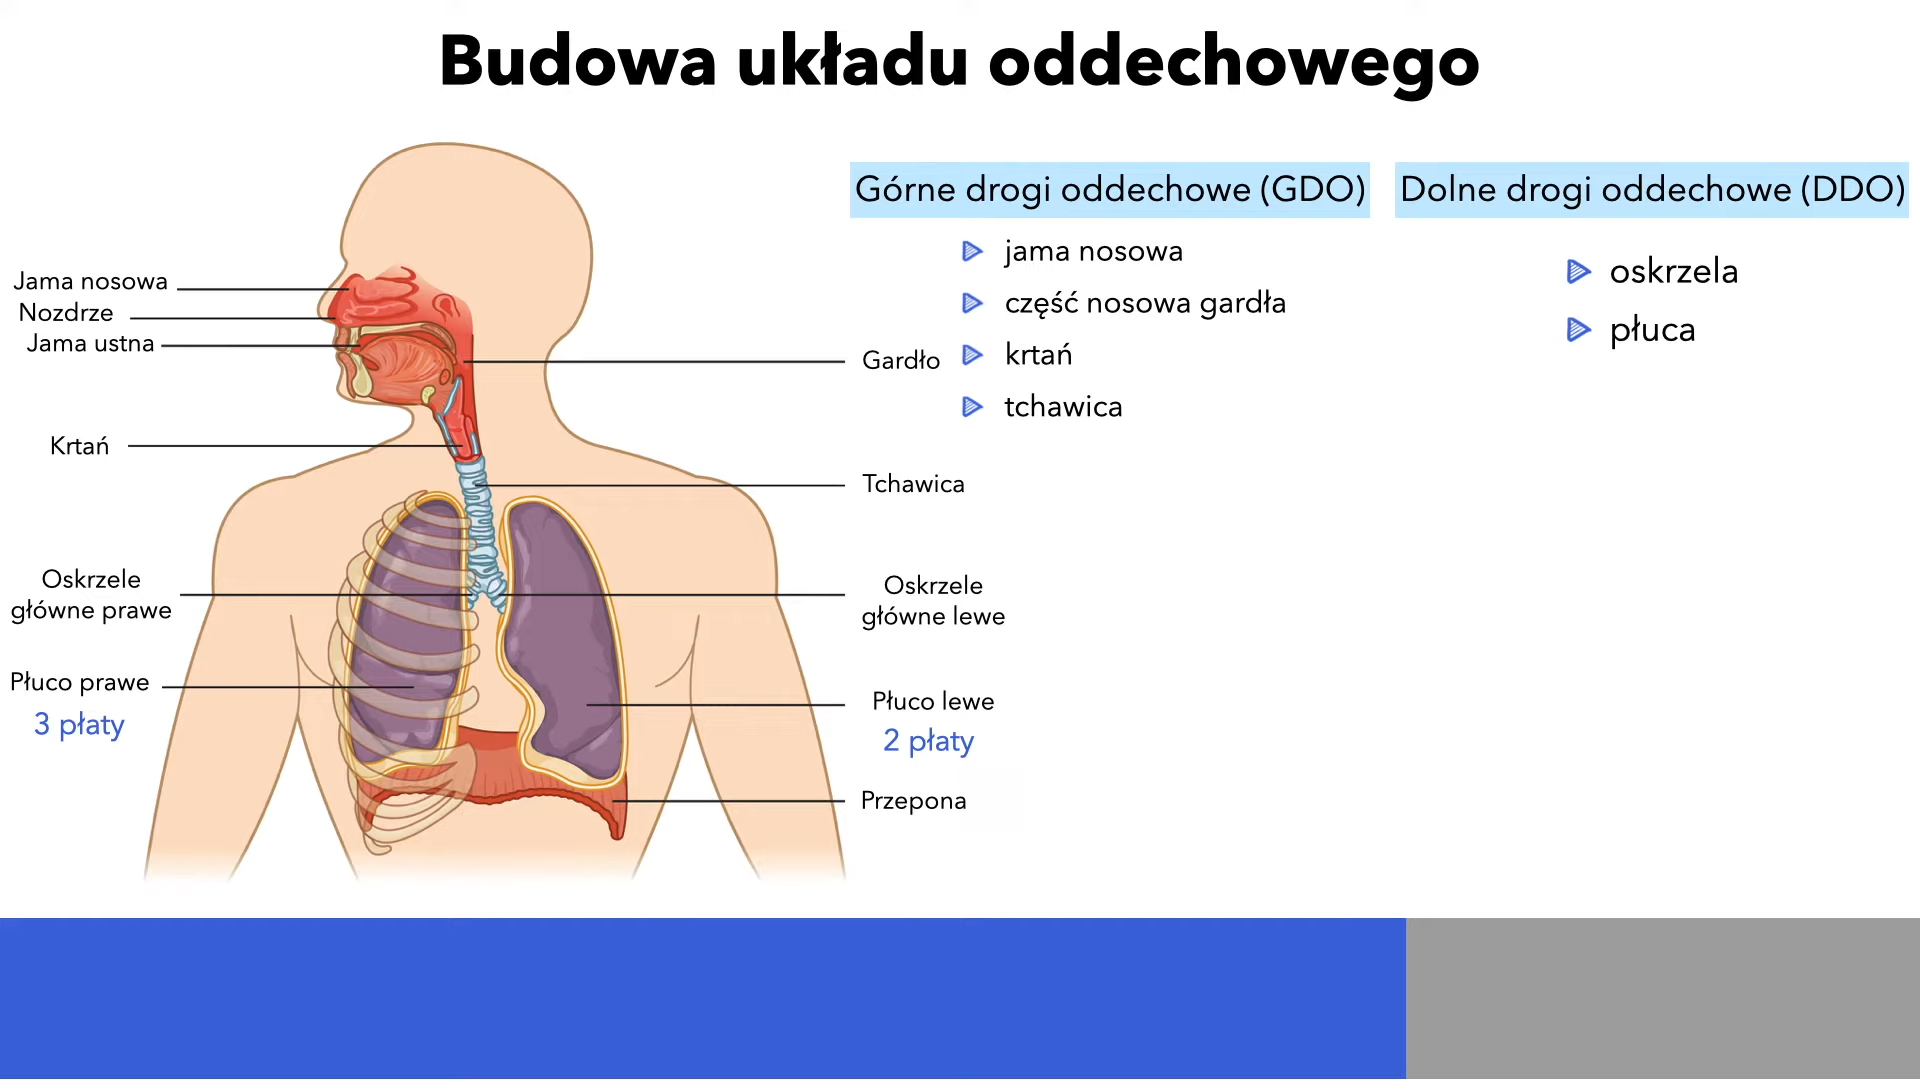 Budowa układu oddechowego
Jama nosowa
Nozdrze
Jama ustna
Krtań
Oskrzele
główne prawe
Płuco prawe
3 płaty
Gardło
Tchawica
Oskrzele
główne lewe
Płuco lewe
2 płaty
Przepona
Górne drogi oddechowe (GDO)
jama nosowa
część nosowa gardła
krtań
tchawica
Dolne drogi oddechowe (DDO)
oskrzela
płuca